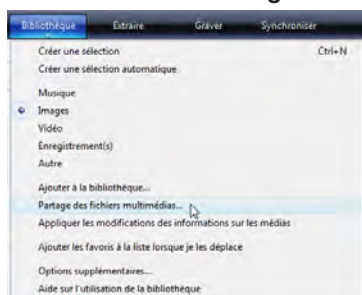 Bibliothèque Extraire Graver Synchroniser
Créer une sélection Ctrl+N
Créer une sélection automatique
Musique
Images
Vidéo
Enregistrement(s)
Autre
Ajouter à la bibliothèque...
Partage des fichiers multimédias...
Appliquer les modifications des informations sur les médias
Ajouter les favoris à la liste lorsque je les déplace
Options supplémentaires...
Aide sur l'utilisation de la bibliothèque